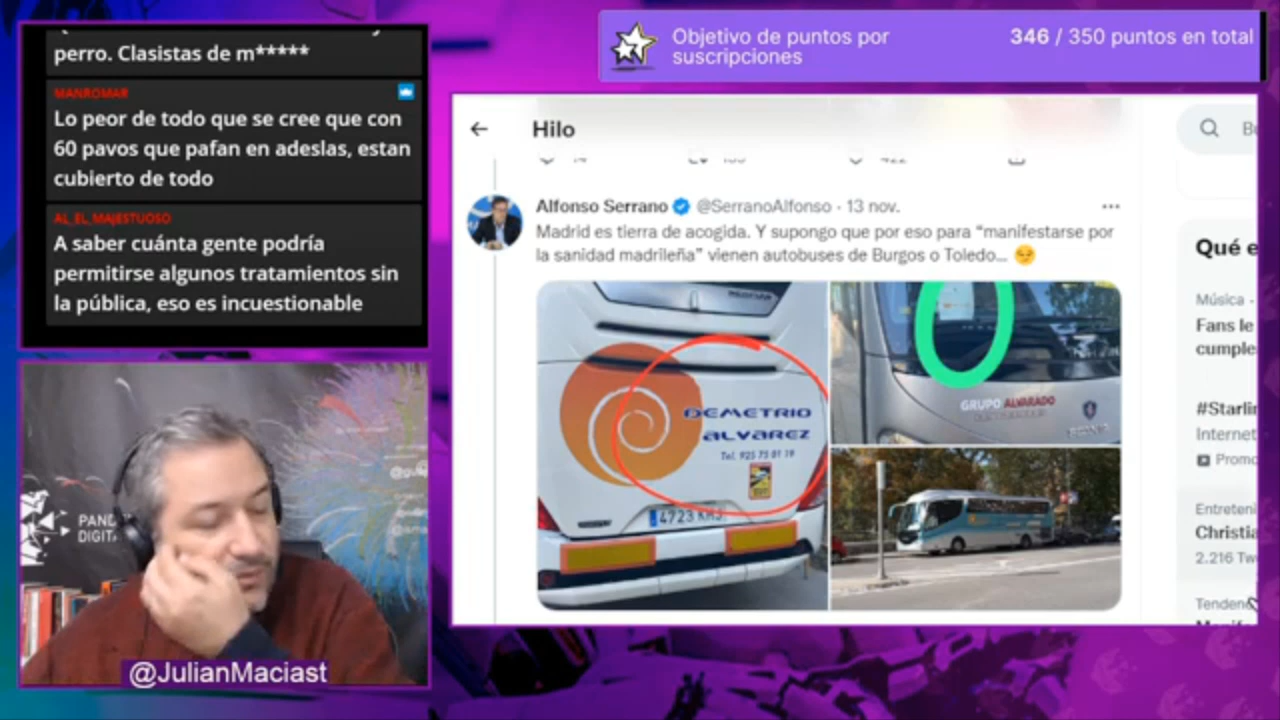 perro. Clasistas de m*****
MANROMAR
Lo peor de todo que se cree que con
60 pavos que pafan en adeslas, estan
cubierto de todo
AL_EL_MAJESTUOSO
A saber cuánta gente podría
permitirse algunos tratamientos sin
la pública, eso es incuestionable
@JulianMaciast
Objetivo de puntos por
suscripciones
346 / 350 puntos en total
Hilo
Alfonso Serrano @SerranoAlfonso · 13 nov.
Madrid es tierra de acogida. Y supongo que por eso para “manifestarse por
la sanidad madrileña” vienen autobuses de Burgos o Toledo... 😏
DEMETRIO
ALVAREZ
GRUPO ALVARADO
Qué e
Música ·
Fans le
cumple
#Starli
Internet
Promo
Entreteni
Christia
2.216 Tw
Tendenc